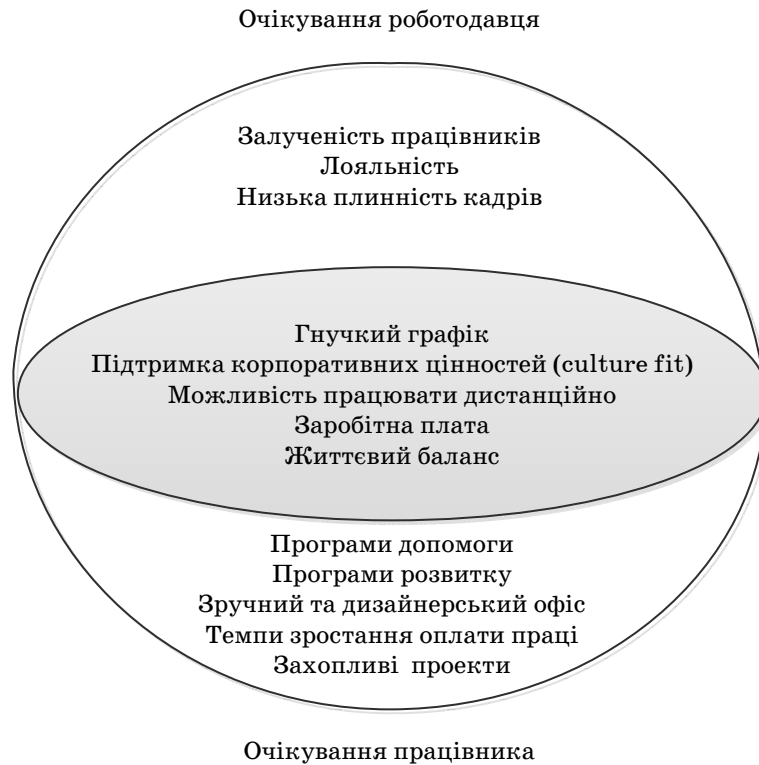 Очікування роботодавця
Залученість працівників
Лояльність
Низька плинність кадрів
Гнучкий графік
Підтримка корпоративних цінностей (culture fit)
Можливість працювати дистанційно
Заробітна плата
Життєвий баланс
Програми допомоги
Програми розвитку
Зручний та дизайнерський офіс
Темпи зростання оплати праці
Захопливі проекти
Очікування працівника